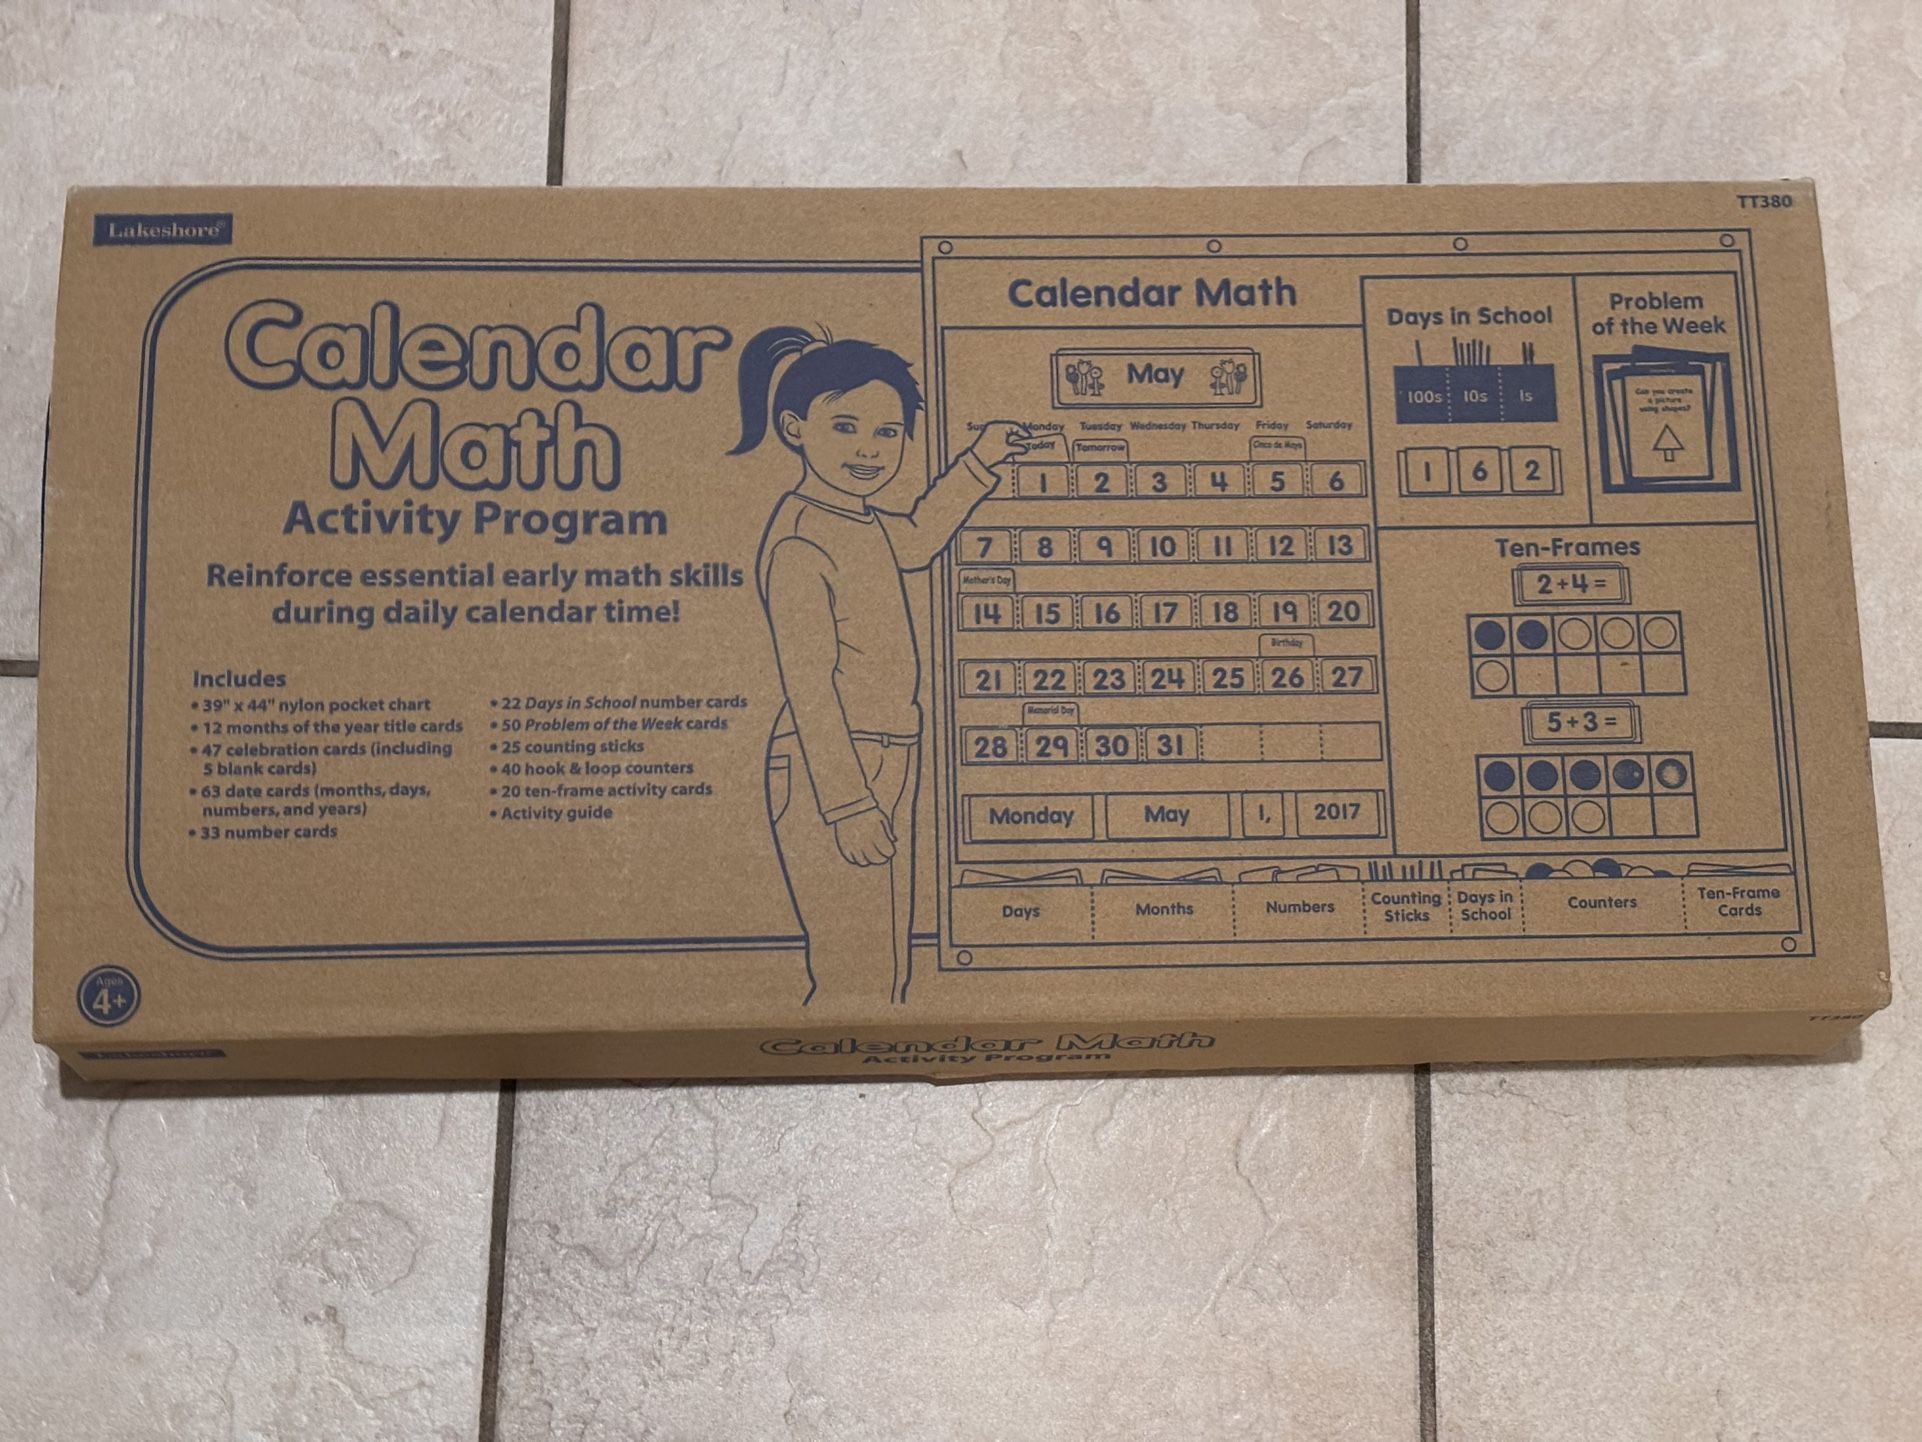 Lakeshore®
TT380
Calendar
Math
Activity Program
Reinforce essential early math skills
during daily calendar time!
Includes
• 39" x 44" nylon pocket chart
• 12 months of the year title cards
• 47 celebration cards (including
5 blank cards)
• 63 date cards (months, days,
numbers, and years)
• 33 number cards
• 22 Days in School number cards
• 50 Problem of the Week cards
• 25 counting sticks
• 40 hook & loop counters
• 20 ten-frame activity cards
• Activity guide
Ages
4+
Calendar Math
May
Monday Tuesday Wednesday Thursday Friday Saturday
Today Tomorrow Cinco de Mayo
1 2 3 4 5 6
7 8 9 10 11 12 13
Mother's Day
14 15 16 17 18 19 20
Birthday
21 22 23 24 25 26 27
Memorial Day
28 29 30 31
Monday May 1, 2017
Days in School
100s 10s 1s
1 6 2
Problem
of the Week
Can you create
a picture
using shapes?
Ten-Frames
2+4=
5+3=
Days
Months
Numbers
Counting
Sticks
Days in
School
Counters
Ten-Frame
Cards
Lakeshore
Calendar Math
Activity Program
TT380